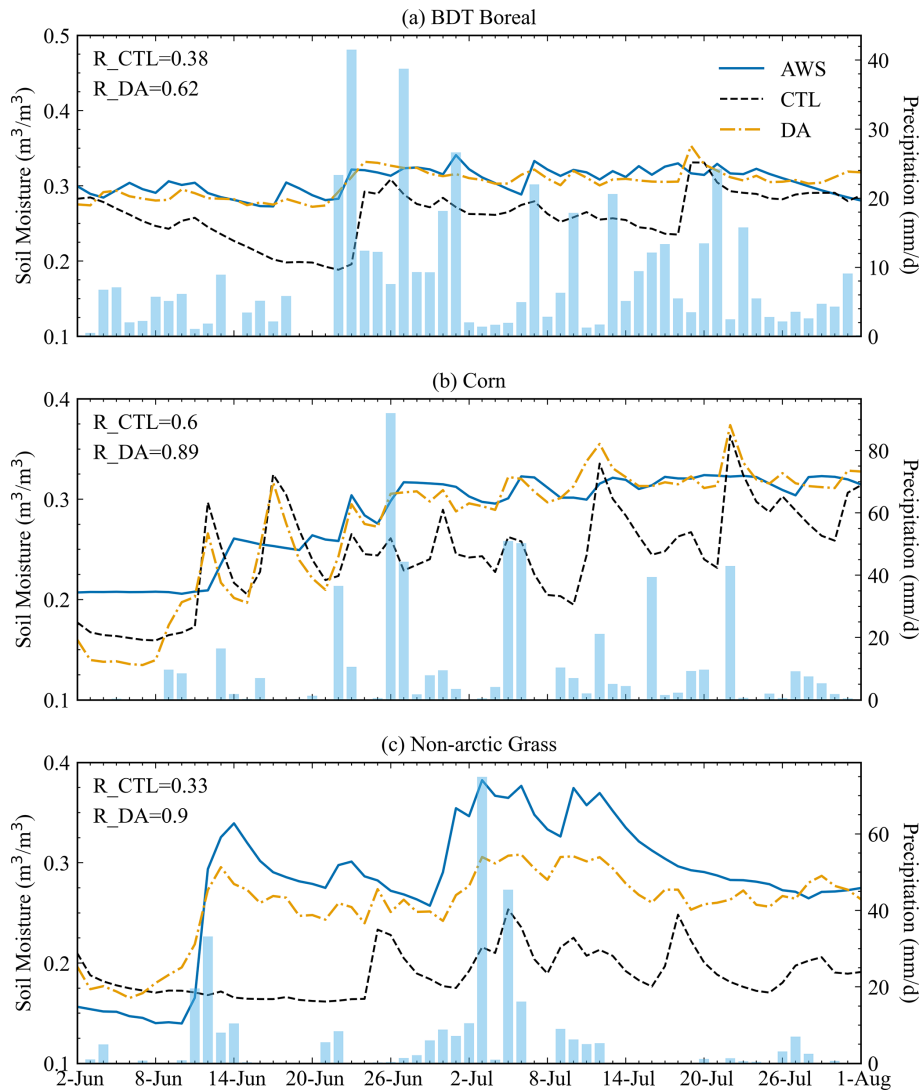 (a) BDT Boreal
R_CTL=0.38
R_DA=0.62
AWS
CTL
DA
Soil Moisture (m³/m³)
0.5
0.4
0.3
0.2
0.1
Precipitation (mm/d)
40
30
20
10
0
(b) Corn
R_CTL=0.6
R_DA=0.89
Soil Moisture (m³/m³)
0.4
0.3
0.2
0.1
Precipitation (mm/d)
80
60
40
20
0
(c) Non-arctic Grass
R_CTL=0.33
R_DA=0.9
Soil Moisture (m³/m³)
0.4
0.3
0.2
0.1
Precipitation (mm/d)
60
40
20
0
2-Jun 8-Jun 14-Jun 20-Jun 26-Jun 2-Jul 8-Jul 14-Jul 20-Jul 26-Jul 1-Aug